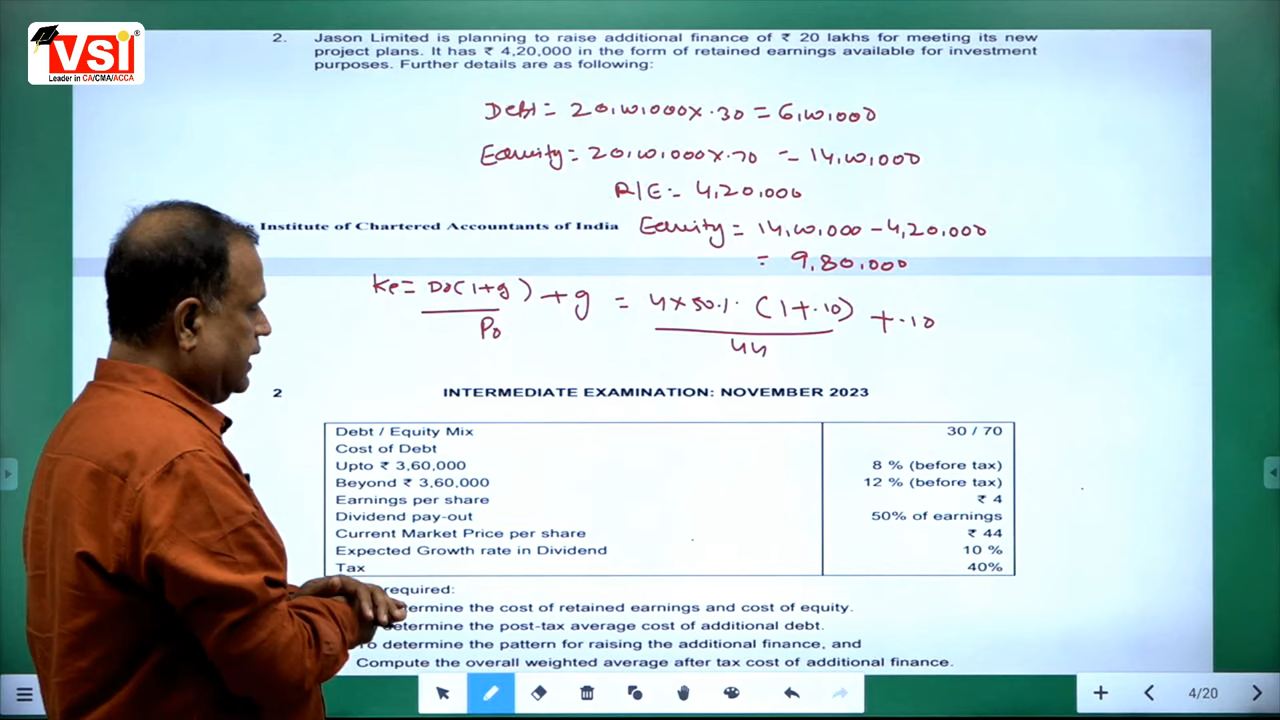 VSI
Leader in CA/CMA/ACCA
2. Jason Limited is planning to raise additional finance of ₹ 20 lakhs for meeting its new
project plans. It has ₹ 4,20,000 in the form of retained earnings available for investment
purposes. Further details are as following:
Debt = 20,00,000 x .30 = 6,00,000
Equity = 20,00,000 x .70 = 14,00,000
R/E = 4,20,000
Institute of Chartered Accountants of India
Equity = 14,00,000 - 4,20,000
= 9,80,000
Ke = D0(1+g) / P0 + g = 4x50% (1+.10) / 44 + .10
2 INTERMEDIATE EXAMINATION: NOVEMBER 2023
Debt / Equity Mix 30 / 70
Cost of Debt
Upto ₹ 3,60,000 8 % (before tax)
Beyond ₹ 3,60,000 12 % (before tax)
Earnings per share ₹ 4
Dividend pay-out 50% of earnings
Current Market Price per share ₹ 44
Expected Growth rate in Dividend 10 %
Tax 40%
required:
determine the cost of retained earnings and cost of equity.
determine the post-tax average cost of additional debt.
To determine the pattern for raising the additional finance, and
Compute the overall weighted average after tax cost of additional finance.
4/20